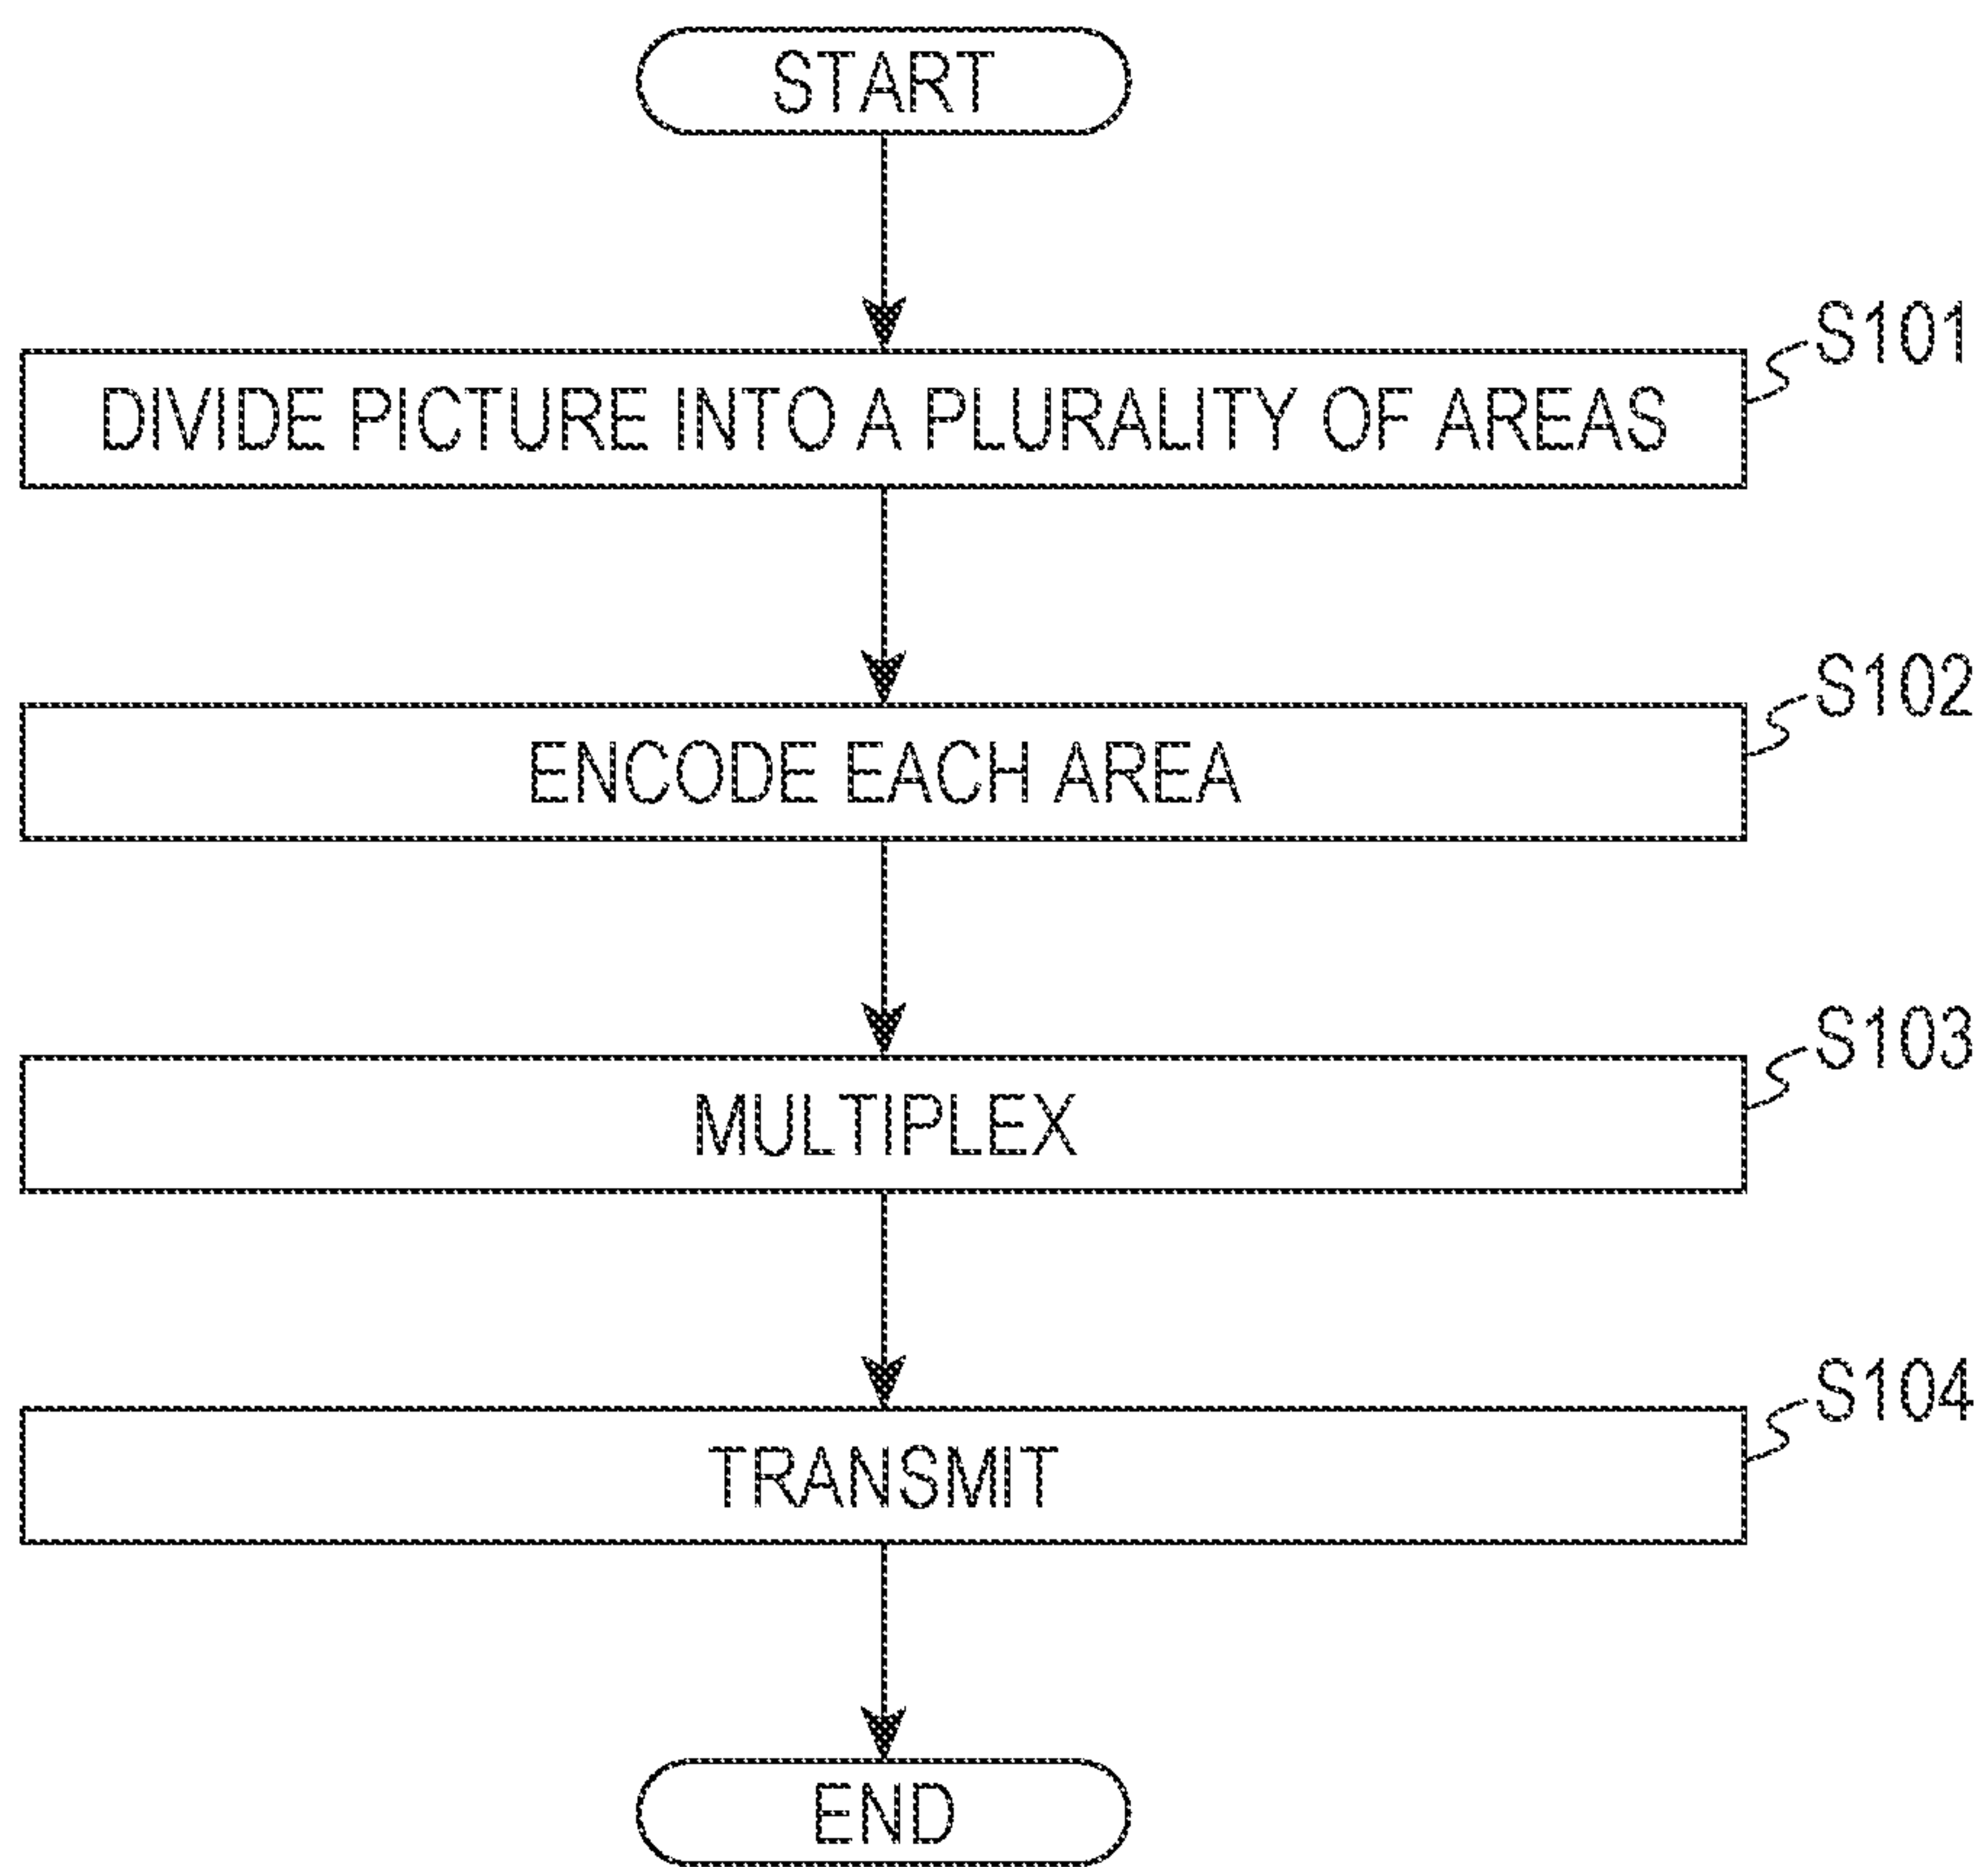 START
S101
DIVIDE PICTURE INTO A PLURALITY OF AREAS
S102
ENCODE EACH AREA
S103
MULTIPLEX
S104
TRANSMIT
END